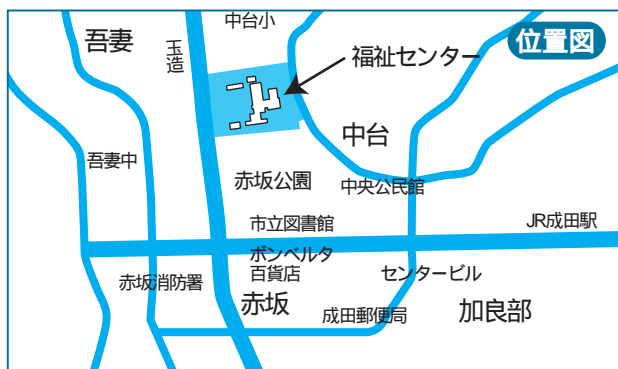 中台小
位置図
吾妻
玉造
福祉センター
中台
吾妻中
赤坂公園
中央公民館
市立図書館
JR成田駅
ボンベルタ
百貨店
赤坂消防署
センタービル
赤坂
成田郵便局
加良部